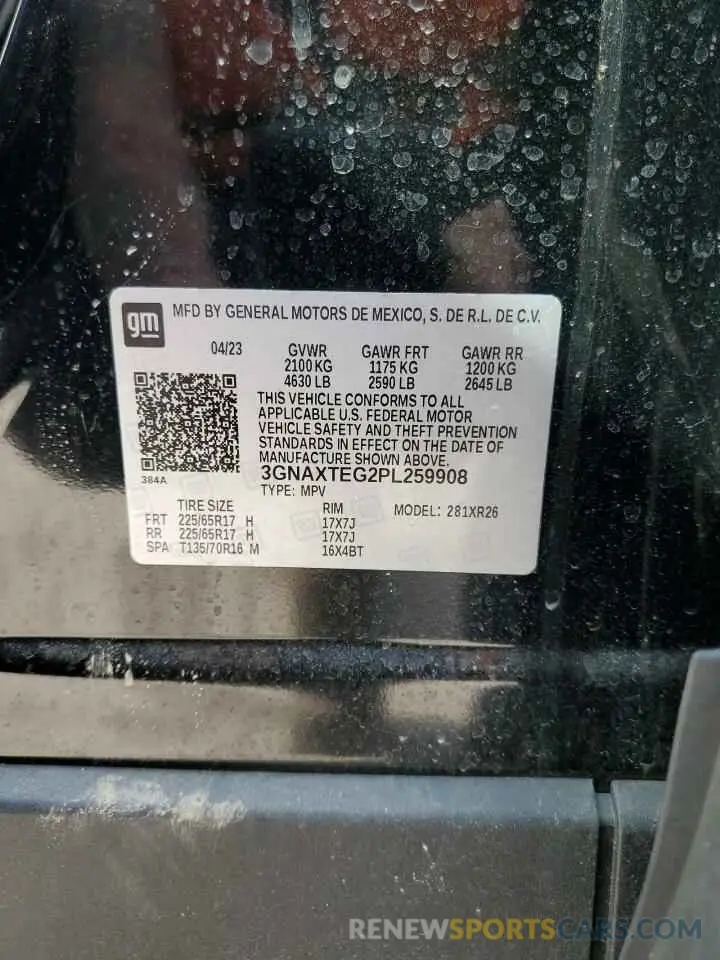 gm MFD BY GENERAL MOTORS DE MEXICO, S. DE R.L. DE C.V.
04/23 GVWR GAWR FRT GAWR RR
2100 KG 1175 KG 1200 KG
4630 LB 2590 LB 2645 LB
THIS VEHICLE CONFORMS TO ALL
APPLICABLE U.S. FEDERAL MOTOR
VEHICLE SAFETY AND THEFT PREVENTION
STANDARDS IN EFFECT ON THE DATE OF
MANUFACTURE SHOWN ABOVE.
384A 3GNAXTEG2PL259908
TYPE: MPV
TIRE SIZE RIM MODEL: 281XR26
FRT 225/65R17 H 17X7J
RR 225/65R17 H 17X7J
SPA T135/70R16 M 16X4BT
RENEWSPORTSCARS.COM